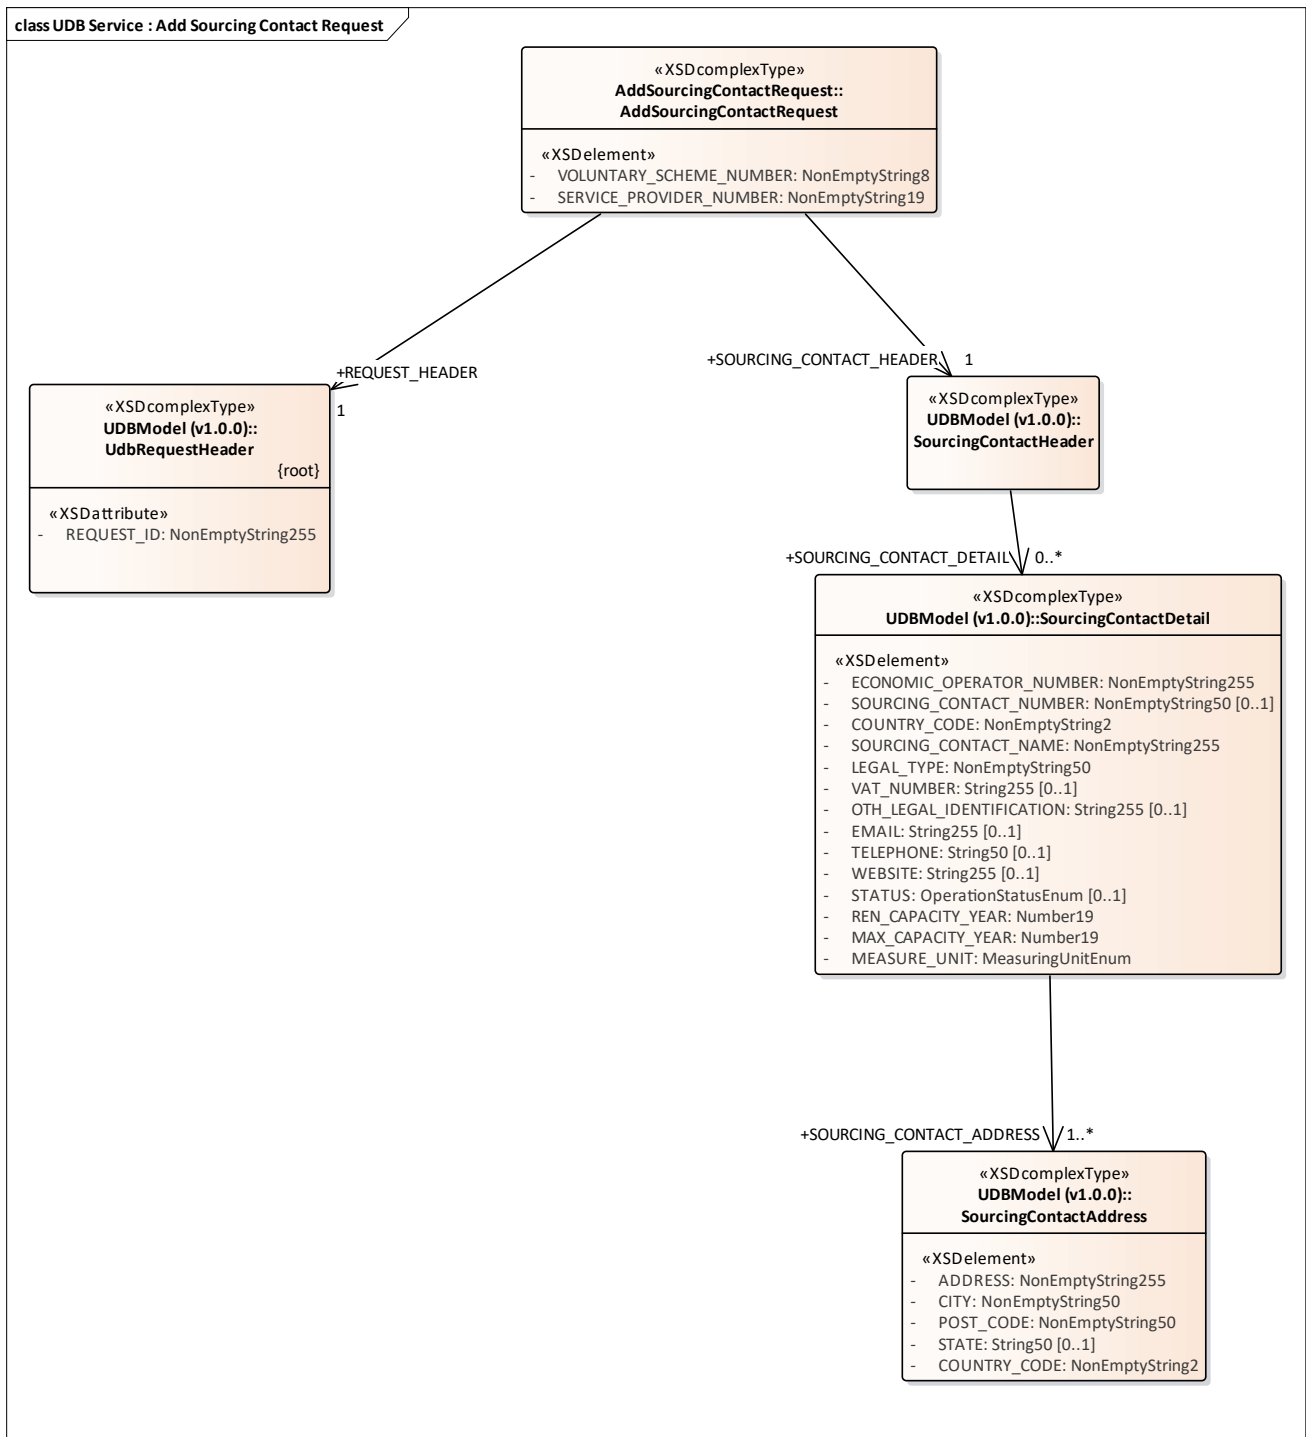 class UDB Service : Add Sourcing Contact Request
«XSDcomplexType»
AddSourcingContactRequest::
AddSourcingContactRequest
«XSDelement»
- VOLUNTARY_SCHEME_NUMBER: NonEmptyString8
- SERVICE_PROVIDER_NUMBER: NonEmptyString19
+REQUEST_HEADER
1
+SOURCING_CONTACT_HEADER
1
«XSDcomplexType»
UDBModel (v1.0.0)::
UdbRequestHeader
{root}
«XSDattribute»
- REQUEST_ID: NonEmptyString255
«XSDcomplexType»
UDBModel (v1.0.0)::
SourcingContactHeader
+SOURCING_CONTACT_DETAIL
0..*
«XSDcomplexType»
UDBModel (v1.0.0)::SourcingContactDetail
«XSDelement»
- ECONOMIC_OPERATOR_NUMBER: NonEmptyString255
- SOURCING_CONTACT_NUMBER: NonEmptyString50 [0..1]
- COUNTRY_CODE: NonEmptyString2
- SOURCING_CONTACT_NAME: NonEmptyString255
- LEGAL_TYPE: NonEmptyString50
- VAT_NUMBER: String255 [0..1]
- OTH_LEGAL_IDENTIFICATION: String255 [0..1]
- EMAIL: String255 [0..1]
- TELEPHONE: String50 [0..1]
- WEBSITE: String255 [0..1]
- STATUS: OperationStatusEnum [0..1]
- REN_CAPACITY_YEAR: Number19
- MAX_CAPACITY_YEAR: Number19
- MEASURE_UNIT: MeasuringUnitEnum
+SOURCING_CONTACT_ADDRESS
1..*
«XSDcomplexType»
UDBModel (v1.0.0)::
SourcingContactAddress
«XSDelement»
- ADDRESS: NonEmptyString255
- CITY: NonEmptyString50
- POST_CODE: NonEmptyString50
- STATE: String50 [0..1]
- COUNTRY_CODE: NonEmptyString2